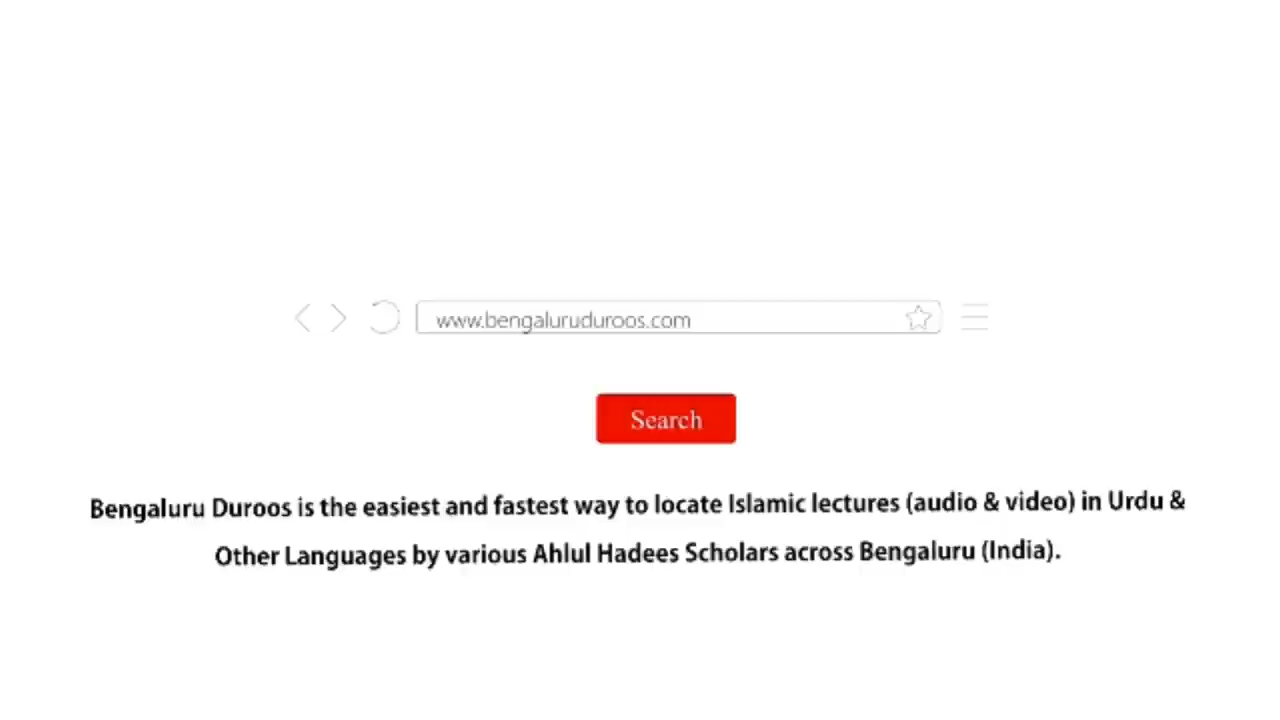 www.bengaluruduroos.com
Search
Bengaluru Duroos is the easiest and fastest way to locate Islamic lectures (audio & video) in Urdu &
Other Languages by various Ahlul Hadees Scholars across Bengaluru (India).